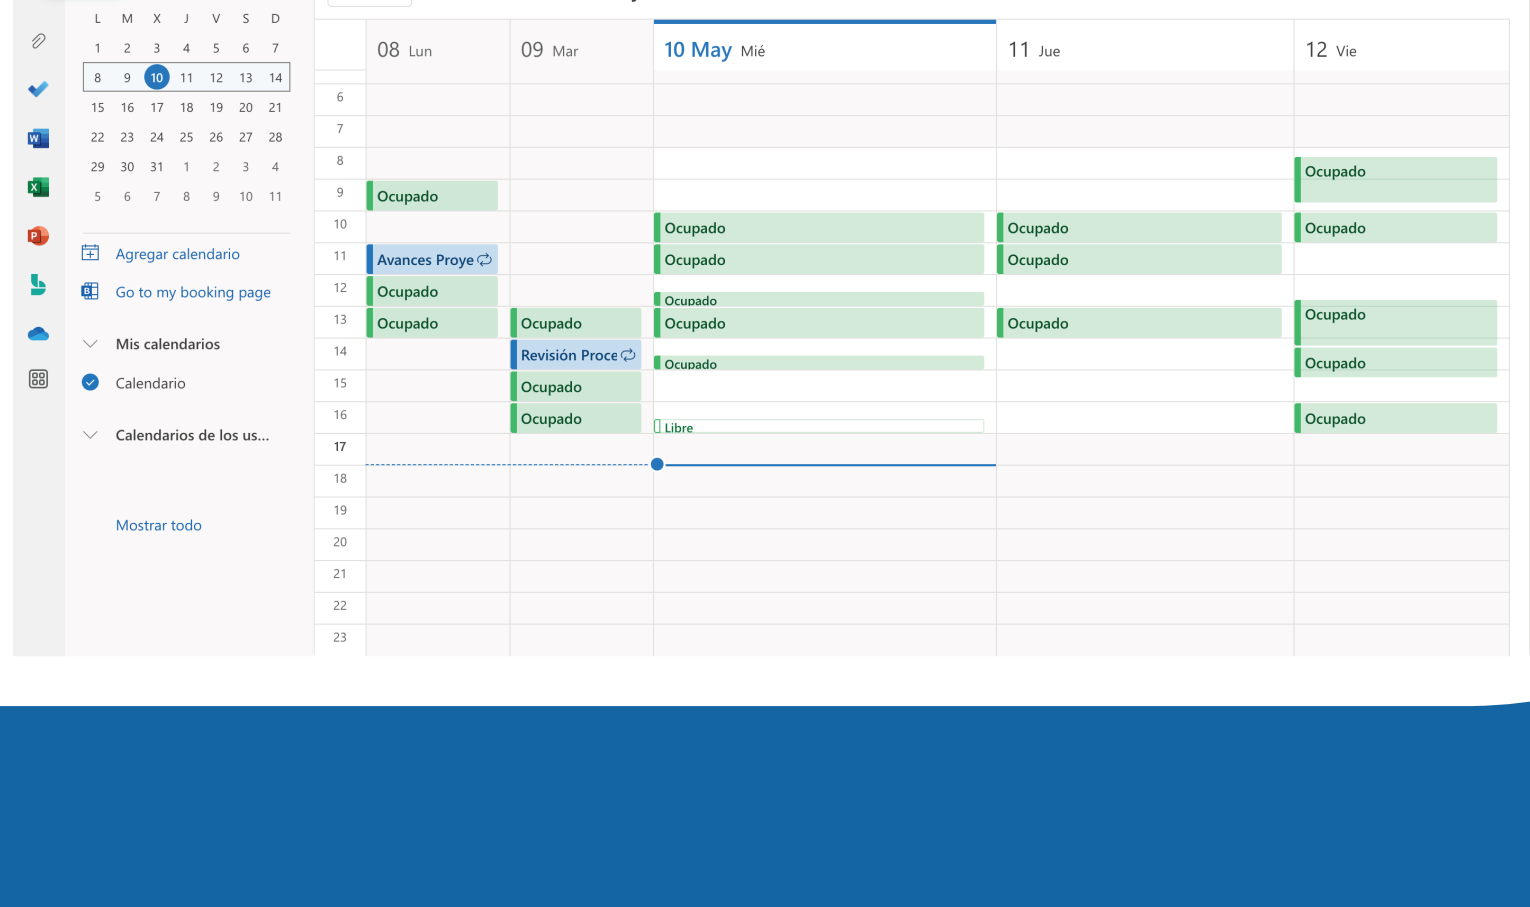 L M X J V S D
1 2 3 4 5 6 7
8 9 10 11 12 13 14
15 16 17 18 19 20 21
22 23 24 25 26 27 28
29 30 31 1 2 3 4
5 6 7 8 9 10 11
Agregar calendario
Go to my booking page
Mis calendarios
Calendario
Calendarios de los us...
Mostrar todo
08 Lun
09 Mar
10 May Mié
11 Jue
12 Vie
6
7
8
9
10
11
12
13
14
15
16
17
18
19
20
21
22
23
Ocupado
Avances Proye
Ocupado
Ocupado
Ocupado
Revisión Proce
Ocupado
Ocupado
Ocupado
Ocupado
Ocupado
Ocupado
Ocupado
Libre
Ocupado
Ocupado
Ocupado
Ocupado
Ocupado
Ocupado
Ocupado
Ocupado
W
X
P
B